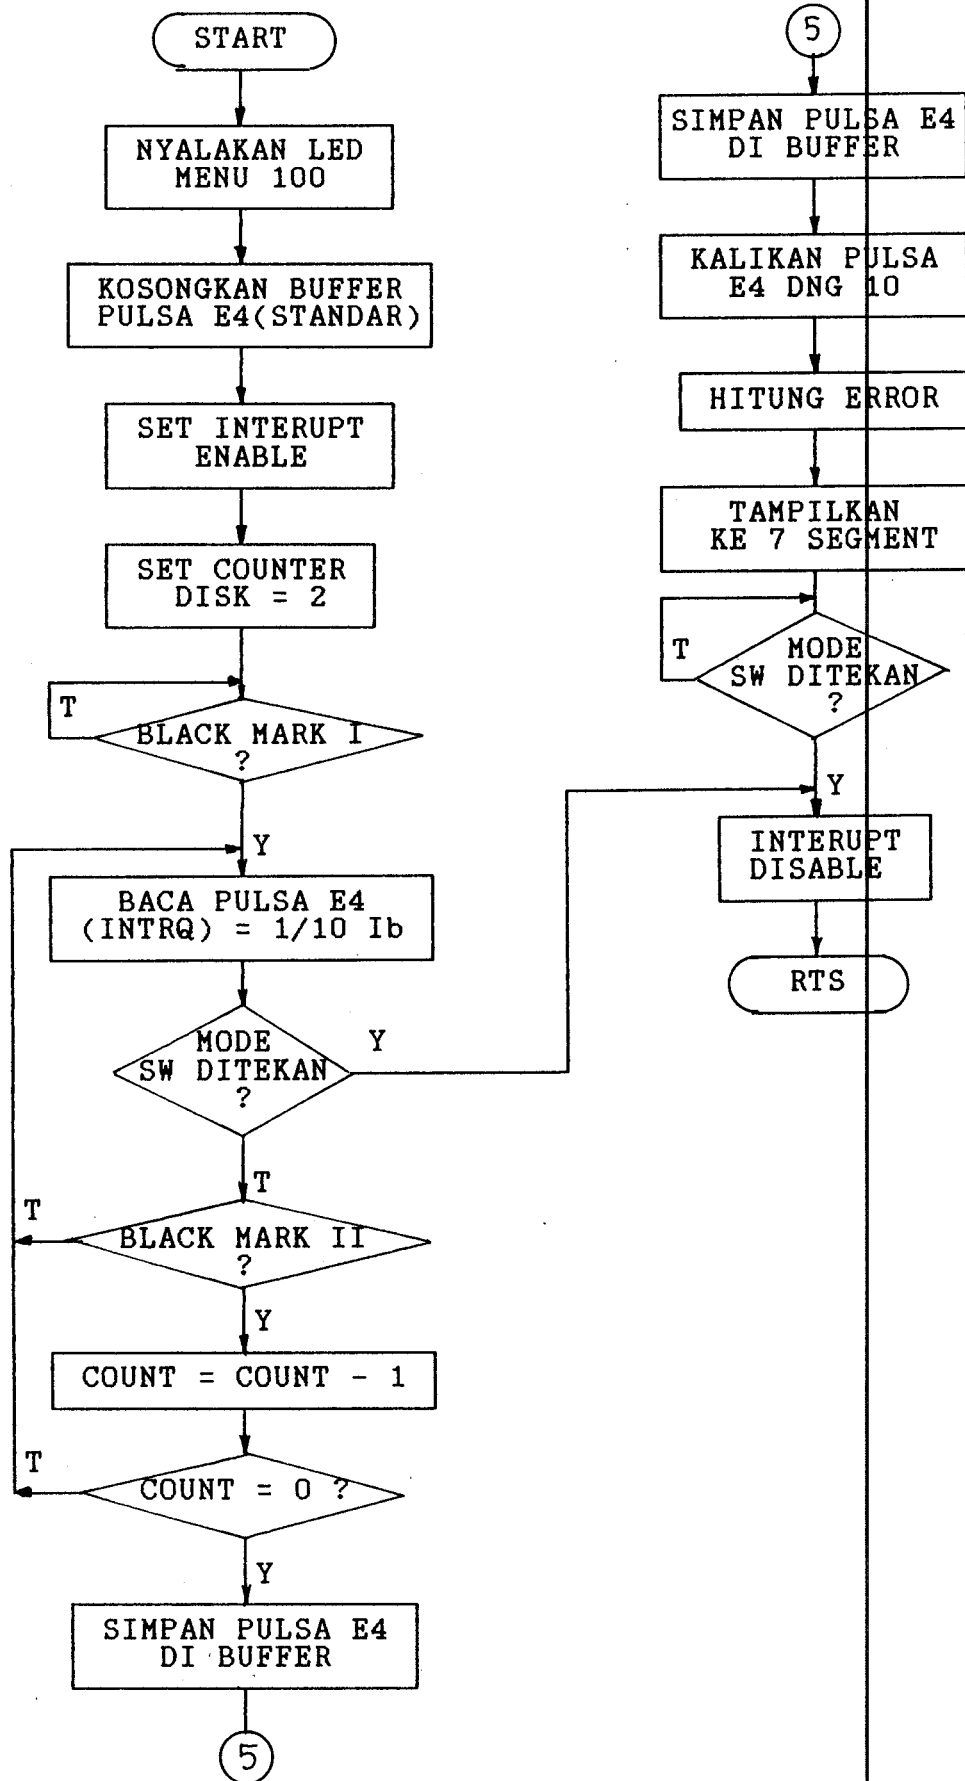 START
NYALAKAN LED
MENU 100
KOSONGKAN BUFFER
PULSA E4(STANDAR)
SET INTERUPT
ENABLE
SET COUNTER
DISK = 2
T
BLACK MARK I
?
Y
BACA PULSA E4
(INTRQ) = 1/10 Ib
MODE
SW DITEKAN
?
Y
T
T
BLACK MARK II
?
Y
COUNT = COUNT - 1
T
COUNT = 0 ?
Y
SIMPAN PULSA E4
DI BUFFER
5
5
SIMPAN PULSA E4
DI BUFFER
KALIKAN PULSA
E4 DNG 10
HITUNG ERROR
TAMPILKAN
KE 7 SEGMENT
T
MODE
SW DITEKAN
?
Y
INTERUPT
DISABLE
RTS